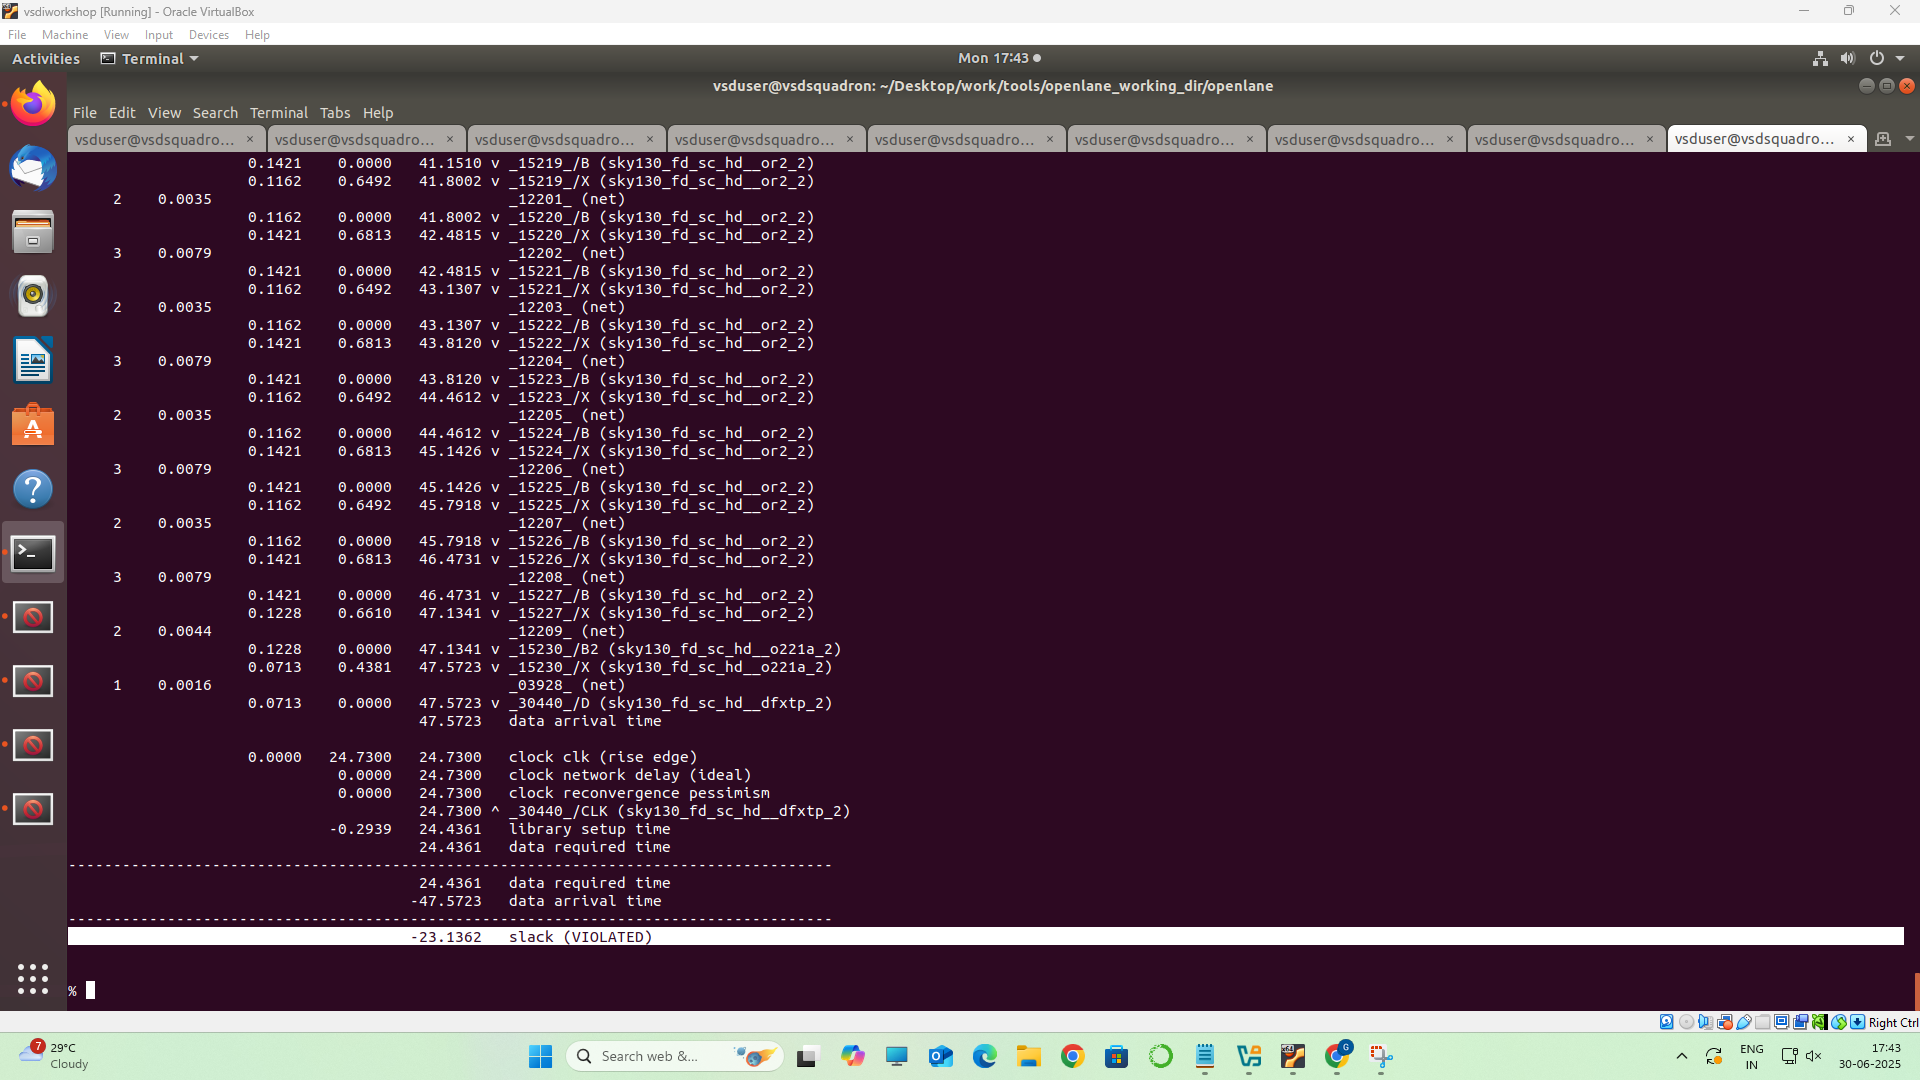 vsdiworkshop [Running] - Oracle VirtualBox
File Machine View Input Devices Help
Activities Terminal Mon 17:43
vsduser@vsdsquadron: ~/Desktop/work/tools/openlane_working_dir/openlane
File Edit View Search Terminal Tabs Help
vsduser@vsdsquadro... × vsduser@vsdsquadro... × vsduser@vsdsquadro... × vsduser@vsdsquadro... × vsduser@vsdsquadro... × vsduser@vsdsquadro... × vsduser@vsdsquadro... × vsduser@vsdsquadro... × vsduser@vsdsquadro... ×
0.1421 0.0000 41.1510 v _15219_/B (sky130_fd_sc_hd__or2_2)
0.1162 0.6492 41.8002 v _15219_/X (sky130_fd_sc_hd__or2_2)
2 0.0035 _12201_ (net)
0.1162 0.0000 41.8002 v _15220_/B (sky130_fd_sc_hd__or2_2)
0.1421 0.6813 42.4815 v _15220_/X (sky130_fd_sc_hd__or2_2)
3 0.0079 _12202_ (net)
0.1421 0.0000 42.4815 v _15221_/B (sky130_fd_sc_hd__or2_2)
0.1162 0.6492 43.1307 v _15221_/X (sky130_fd_sc_hd__or2_2)
2 0.0035 _12203_ (net)
0.1162 0.0000 43.1307 v _15222_/B (sky130_fd_sc_hd__or2_2)
0.1421 0.6813 43.8120 v _15222_/X (sky130_fd_sc_hd__or2_2)
3 0.0079 _12204_ (net)
0.1421 0.0000 43.8120 v _15223_/B (sky130_fd_sc_hd__or2_2)
0.1162 0.6492 44.4612 v _15223_/X (sky130_fd_sc_hd__or2_2)
2 0.0035 _12205_ (net)
0.1162 0.0000 44.4612 v _15224_/B (sky130_fd_sc_hd__or2_2)
0.1421 0.6813 45.1426 v _15224_/X (sky130_fd_sc_hd__or2_2)
3 0.0079 _12206_ (net)
0.1421 0.0000 45.1426 v _15225_/B (sky130_fd_sc_hd__or2_2)
0.1162 0.6492 45.7918 v _15225_/X (sky130_fd_sc_hd__or2_2)
2 0.0035 _12207_ (net)
0.1162 0.0000 45.7918 v _15226_/B (sky130_fd_sc_hd__or2_2)
0.1421 0.6813 46.4731 v _15226_/X (sky130_fd_sc_hd__or2_2)
3 0.0079 _12208_ (net)
0.1421 0.0000 46.4731 v _15227_/B (sky130_fd_sc_hd__or2_2)
0.1228 0.6610 47.1341 v _15227_/X (sky130_fd_sc_hd__or2_2)
2 0.0044 _12209_ (net)
0.1228 0.0000 47.1341 v _15230_/B2 (sky130_fd_sc_hd__o221a_2)
0.0713 0.4381 47.5723 v _15230_/X (sky130_fd_sc_hd__o221a_2)
1 0.0016 _03928_ (net)
0.0713 0.0000 47.5723 v _30440_/D (sky130_fd_sc_hd__dfxtp_2)
47.5723 data arrival time
0.0000 24.7300 24.7300 clock clk (rise edge)
0.0000 24.7300 clock network delay (ideal)
0.0000 24.7300 clock reconvergence pessimism
24.7300 ^ _30440_/CLK (sky130_fd_sc_hd__dfxtp_2)
-0.2939 24.4361 library setup time
24.4361 data required time
-------------------------------------------------------------------------------------
24.4361 data required time
-47.5723 data arrival time
-------------------------------------------------------------------------------------
-23.1362 slack (VIOLATED)
%
Right Ctrl
7 29°C
Cloudy
Search web &...
G
ENG
IN
17:43
30-06-2025